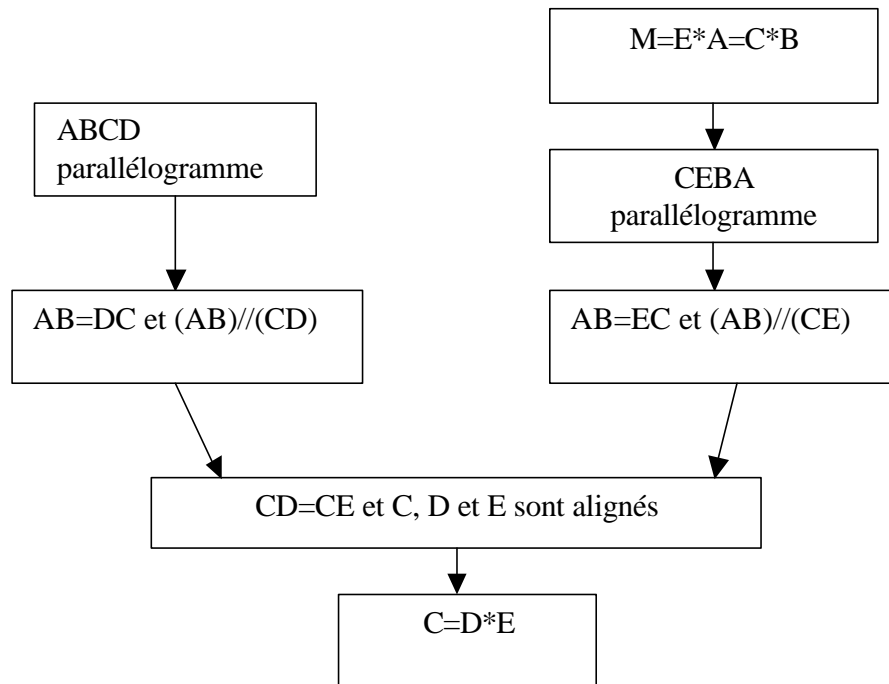 M=E*A=C*B
ABCD
parallélogramme
CEBA
parallélogramme
AB=DC et (AB)//(CD)
AB=EC et (AB)//(CE)
CD=CE et C, D et E sont alignés
C=D*E